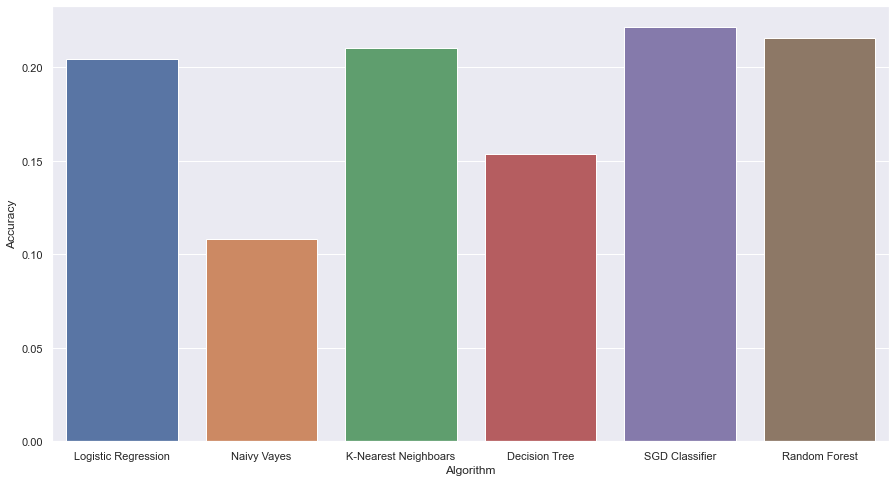 Accuracy
0.20
0.15
0.10
0.05
0.00
Logistic Regression
Naivy Vayes
K-Nearest Neighboars
Decision Tree
SGD Classifier
Random Forest
Algorithm